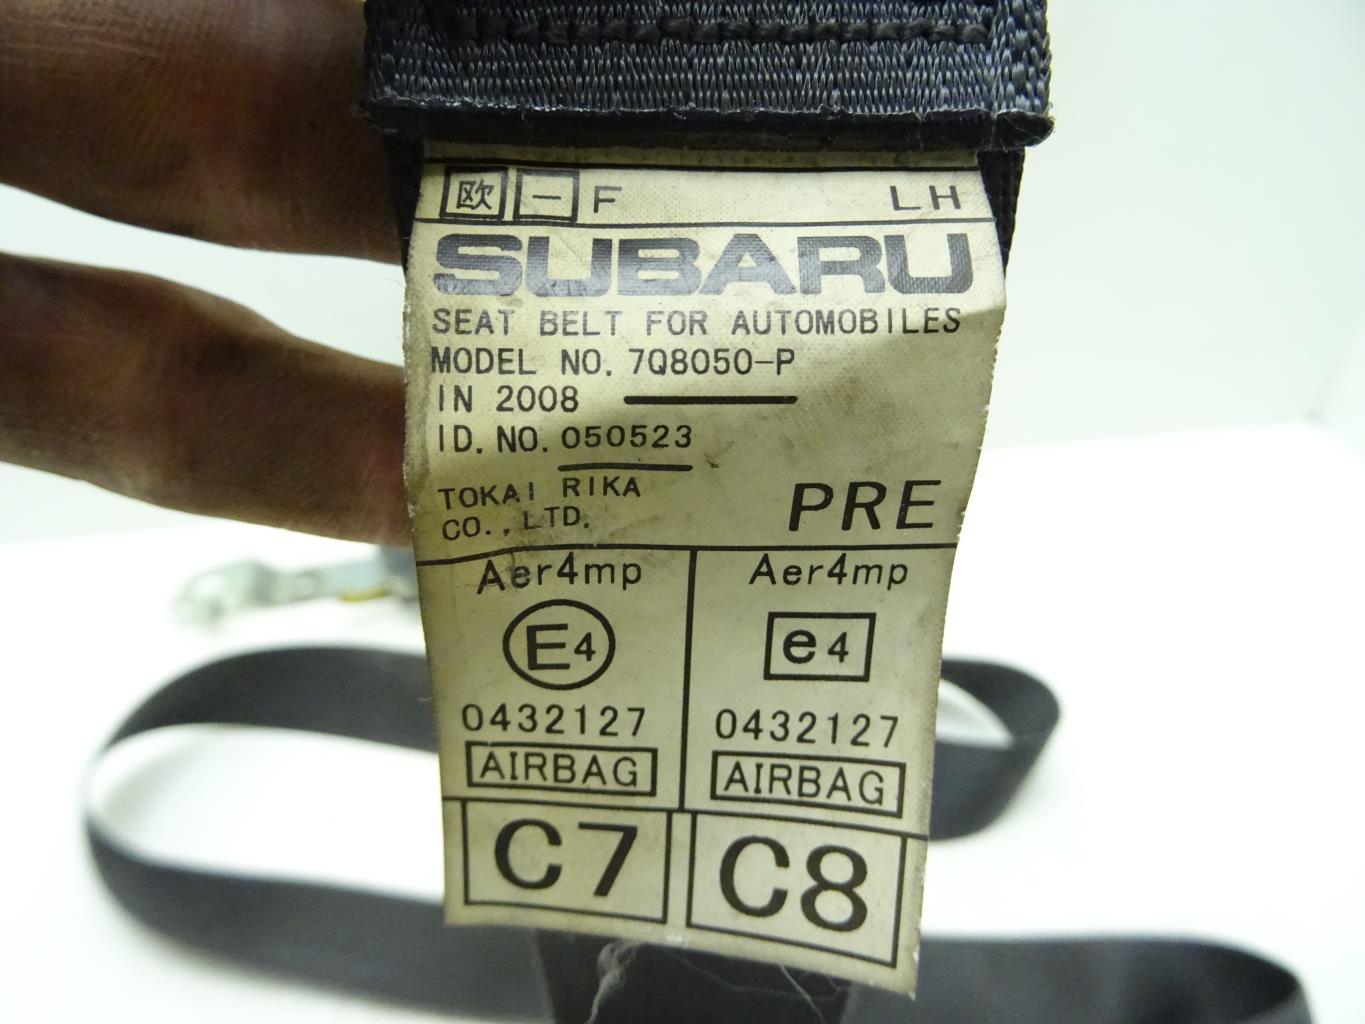 欧 一 F LH
SUBARU
SEAT BELT FOR AUTOMOBILES
MODEL NO. 7Q8050-P
IN 2008
ID. NO. 050523
TOKAI RIKA
CO., LTD.
PRE
Aer4mp Aer4mp
E4 e4
0432127 0432127
AIRBAG AIRBAG
C7 C8